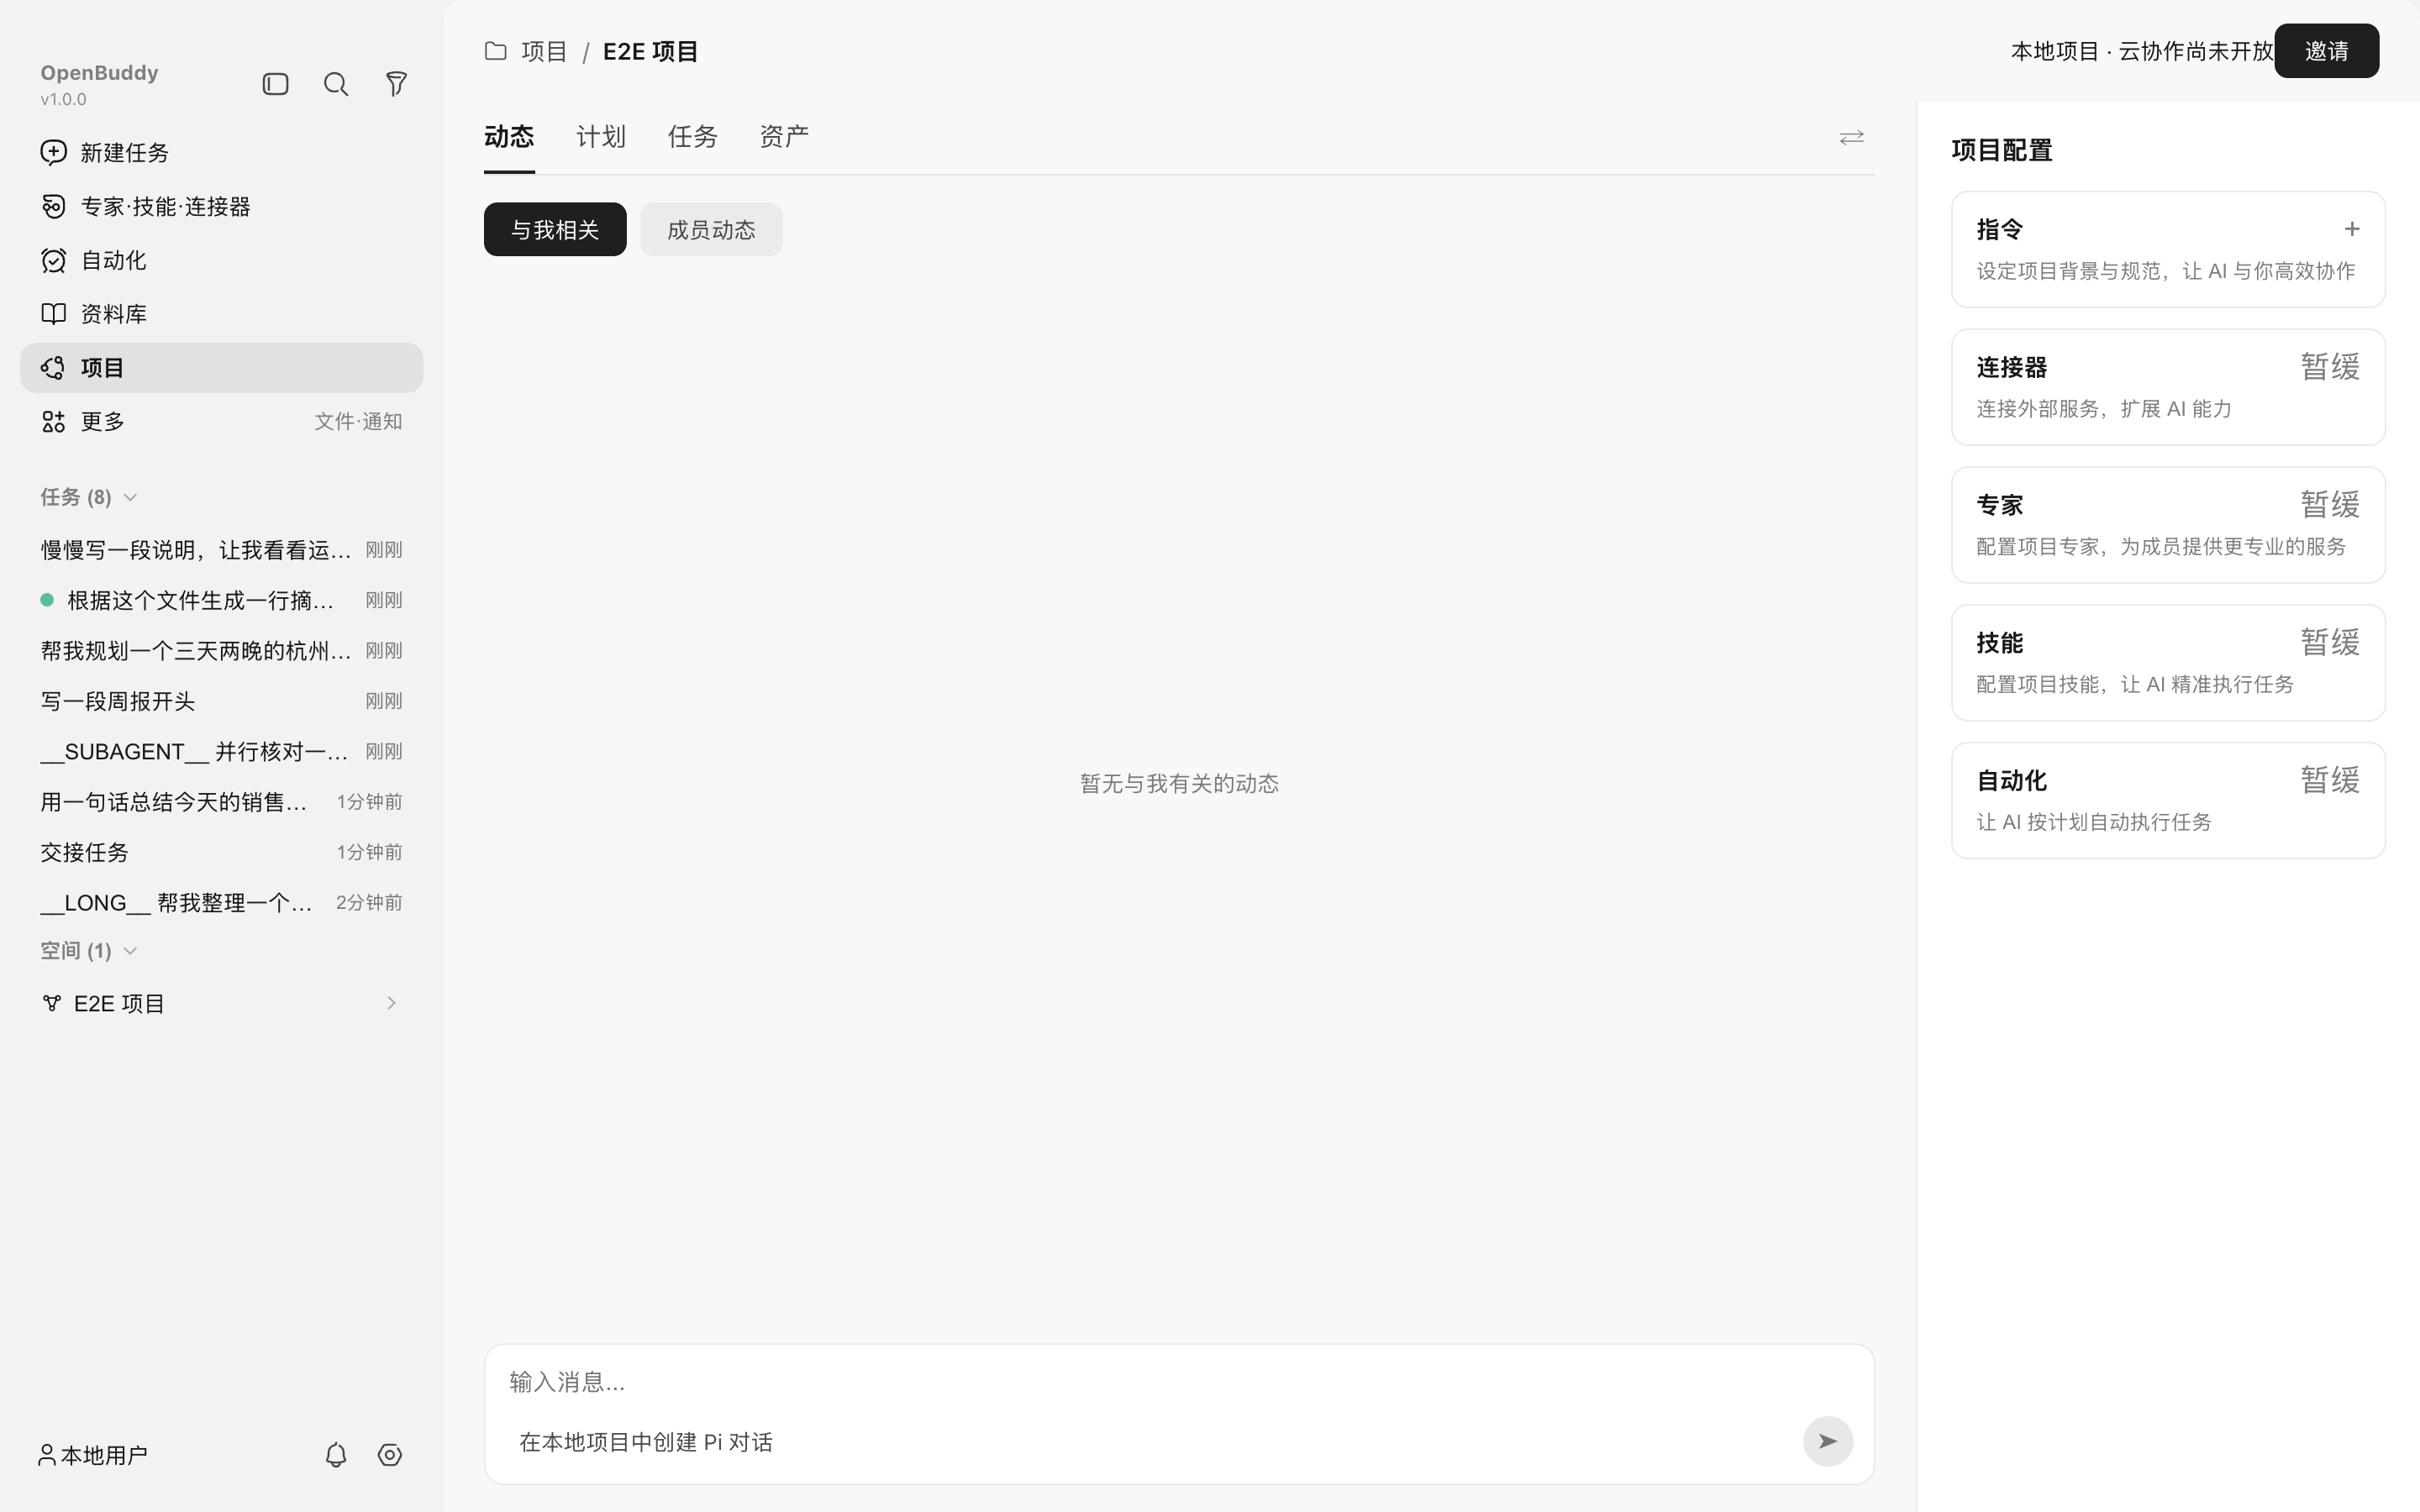 OpenBuddy
v1.0.0
新建任务
专家·技能·连接器
自动化
资料库
项目
更多 文件·通知
任务 (8)
慢慢写一段说明，让我看看运… 刚刚
根据这个文件生成一行摘… 刚刚
帮我规划一个三天两晚的杭州… 刚刚
写一段周报开头 刚刚
__SUBAGENT__ 并行核对一… 刚刚
用一句话总结今天的销售… 1分钟前
交接任务 1分钟前
__LONG__ 帮我整理一个… 2分钟前
空间 (1)
E2E 项目
本地用户
项目 / E2E 项目
本地项目 · 云协作尚未开放 邀请
动态 计划 任务 资产
与我相关 成员动态
暂无与我有关的动态
输入消息...
在本地项目中创建 Pi 对话
项目配置
指令 +
设定项目背景与规范，让 AI 与你高效协作
连接器 暂缓
连接外部服务，扩展 AI 能力
专家 暂缓
配置项目专家，为成员提供更专业的服务
技能 暂缓
配置项目技能，让 AI 精准执行任务
自动化 暂缓
让 AI 按计划自动执行任务